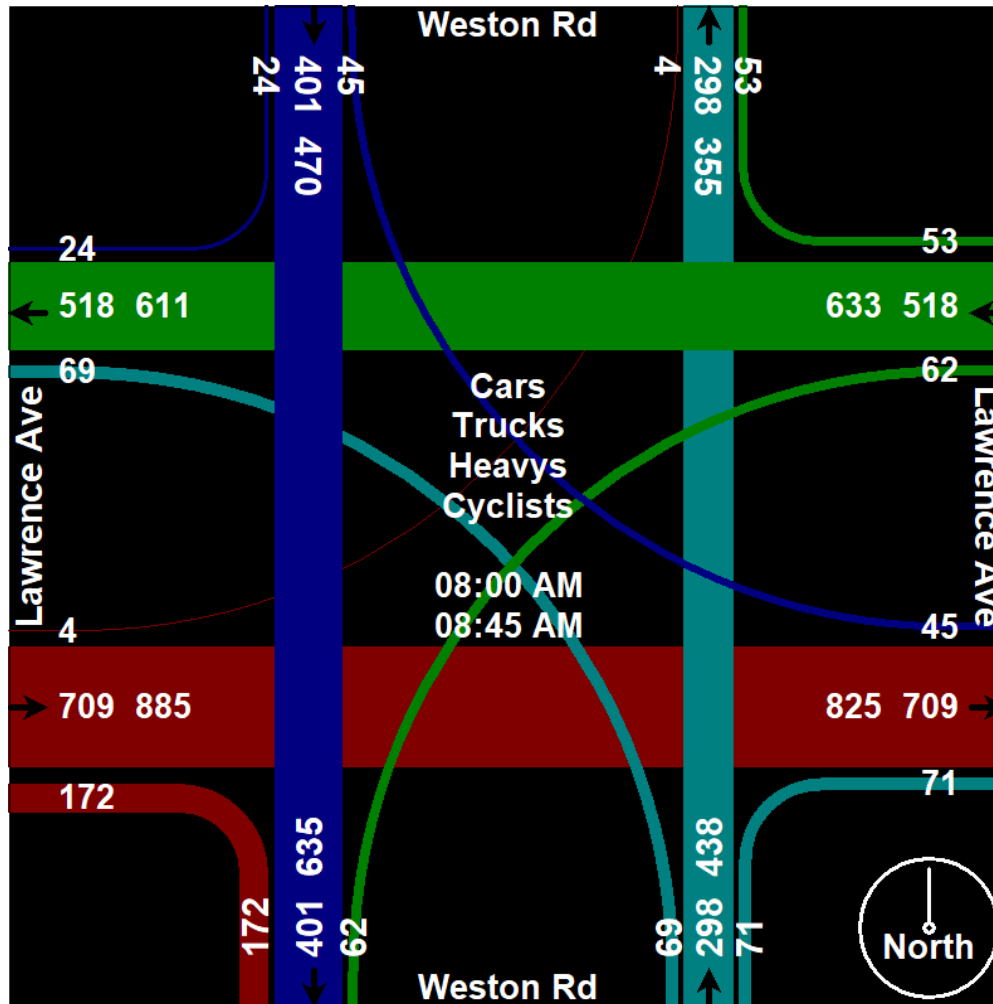 Weston Rd
24
401 470
45
4
298 355
53
24
53
518 611
633 518
69
62
Cars
Trucks
Heavys
Cyclists
Lawrence Ave
Lawrence Ave
08:00 AM
08:45 AM
4
45
709 885
825 709
172
71
172
401 635
62
69
298 438
71
North
Weston Rd